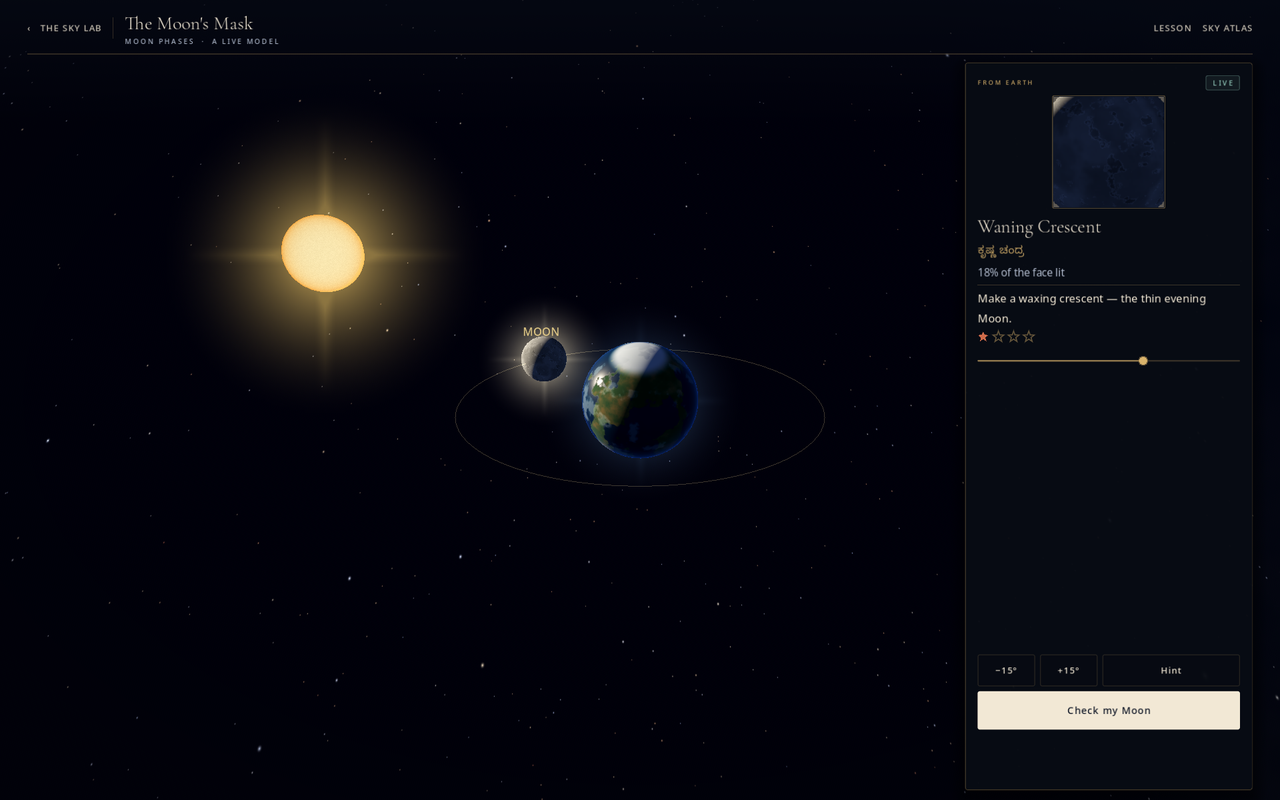 ‹ THE SKY LAB
The Moon's Mask
MOON PHASES · A LIVE MODEL
LESSON SKY ATLAS
FROM EARTH
LIVE
MOON
Waning Crescent
ಕೃಷ್ಣ ಚಂದ್ರ
18% of the face lit
Make a waxing crescent — the thin evening
Moon.
−15°
+15°
Hint
Check my Moon